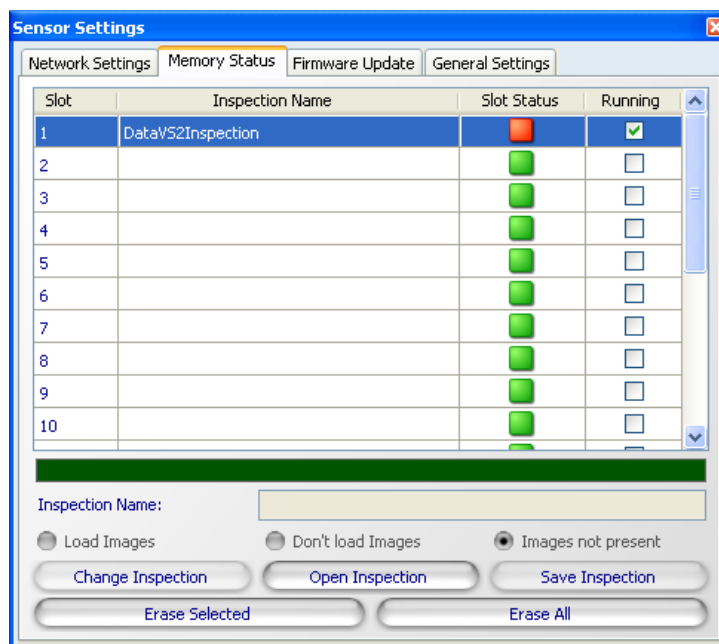 Sensor Settings
Network Settings Memory Status Firmware Update General Settings
Slot Inspection Name Slot Status Running
1 DataVS2Inspection
2
3
4
5
6
7
8
9
10
Inspection Name:
Load Images Don't load Images Images not present
Change Inspection Open Inspection Save Inspection
Erase Selected Erase All